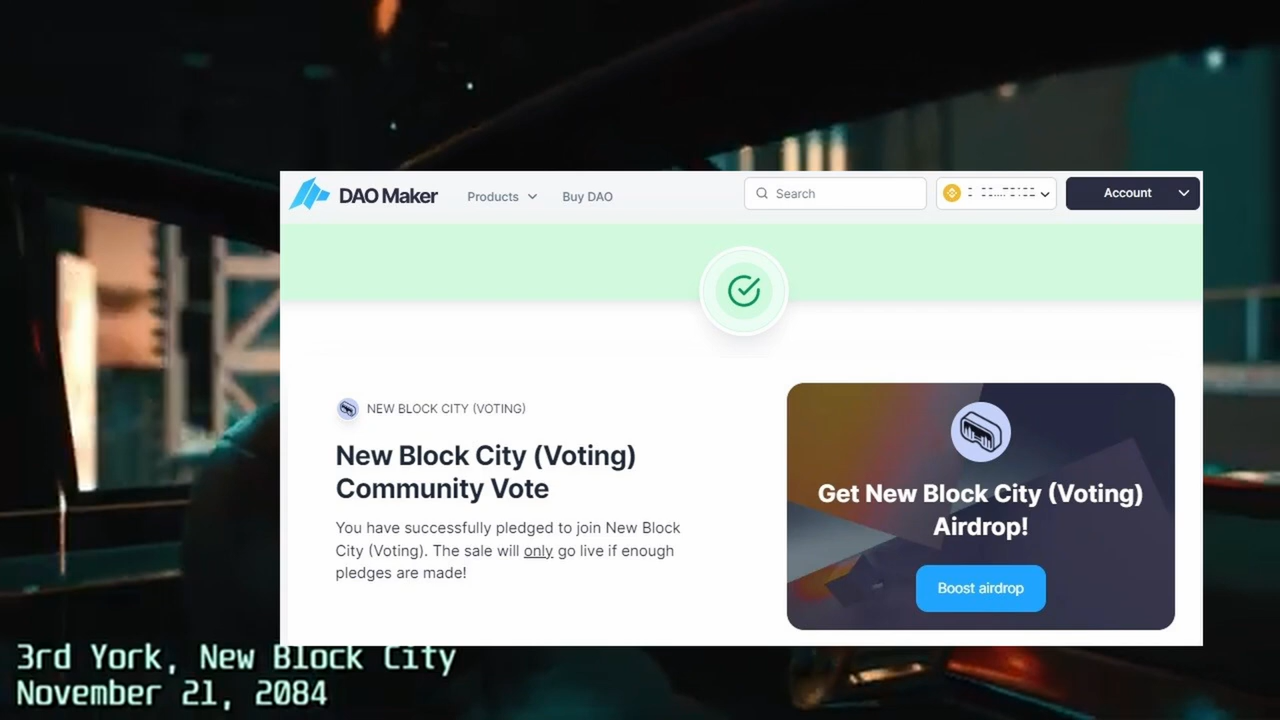 DAO Maker
Products
Buy DAO
Search
Account
NEW BLOCK CITY (VOTING)
New Block City (Voting)
Community Vote
You have successfully pledged to join New Block
City (Voting). The sale will only go live if enough
pledges are made!
Get New Block City (Voting)
Airdrop!
Boost airdrop
3rd York, New Block City
November 21, 2084